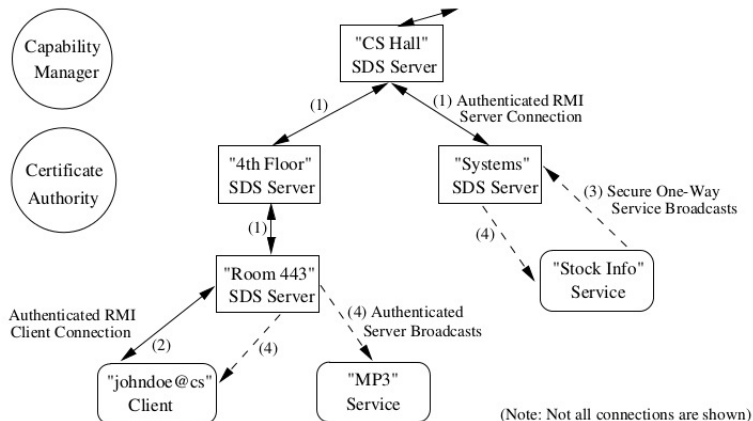 Capability
Manager
"CS Hall"
SDS Server
(1)
(1) Authenticated RMI
Server Connection
Certificate
Authority
"4th Floor"
SDS Server
"Systems"
SDS Server
(3) Secure One-Way
Service Broadcasts
(1)
(4)
"Room 443"
SDS Server
"Stock Info"
Service
Authenticated RMI
Client Connection
(2)
(4)
(4) Authenticated
Server Broadcasts
"johndoe@cs"
Client
"MP3"
Service
(Note: Not all connections are shown)